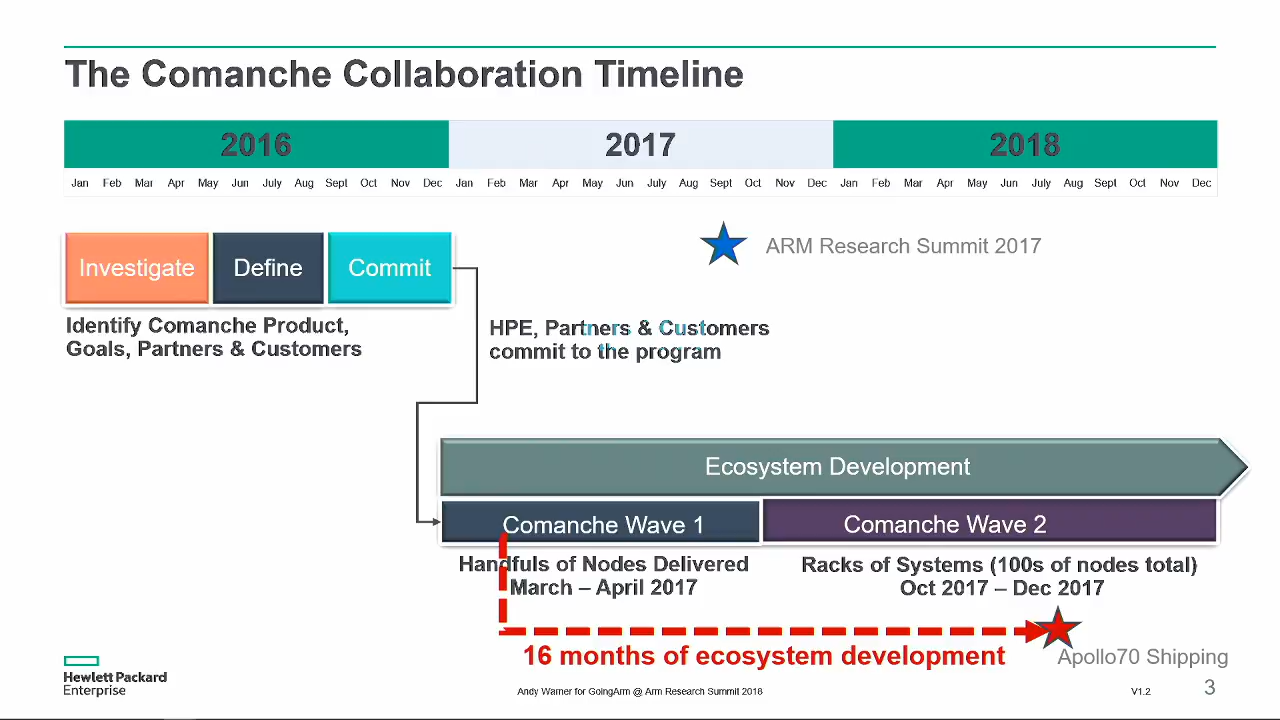 The Comanche Collaboration Timeline
2016 2017 2018
Jan Feb Mar Apr May Jun July Aug Sept Oct Nov Dec Jan Feb Mar Apr May Jun July Aug Sept Oct Nov Dec Jan Feb Mar Apr May Jun July Aug Sept Oct Nov Dec
ARM Research Summit 2017
Investigate Define Commit
Identify Comanche Product,
Goals, Partners & Customers
HPE, Partners & Customers
commit to the program
Ecosystem Development
Comanche Wave 1 Comanche Wave 2
Handfuls of Nodes Delivered
March – April 2017
Racks of Systems (100s of nodes total)
Oct 2017 – Dec 2017
16 months of ecosystem development
Apollo70 Shipping
Hewlett Packard
Enterprise
Andy Warner for GoingArm @ Arm Research Summit 2018
V1.2
3